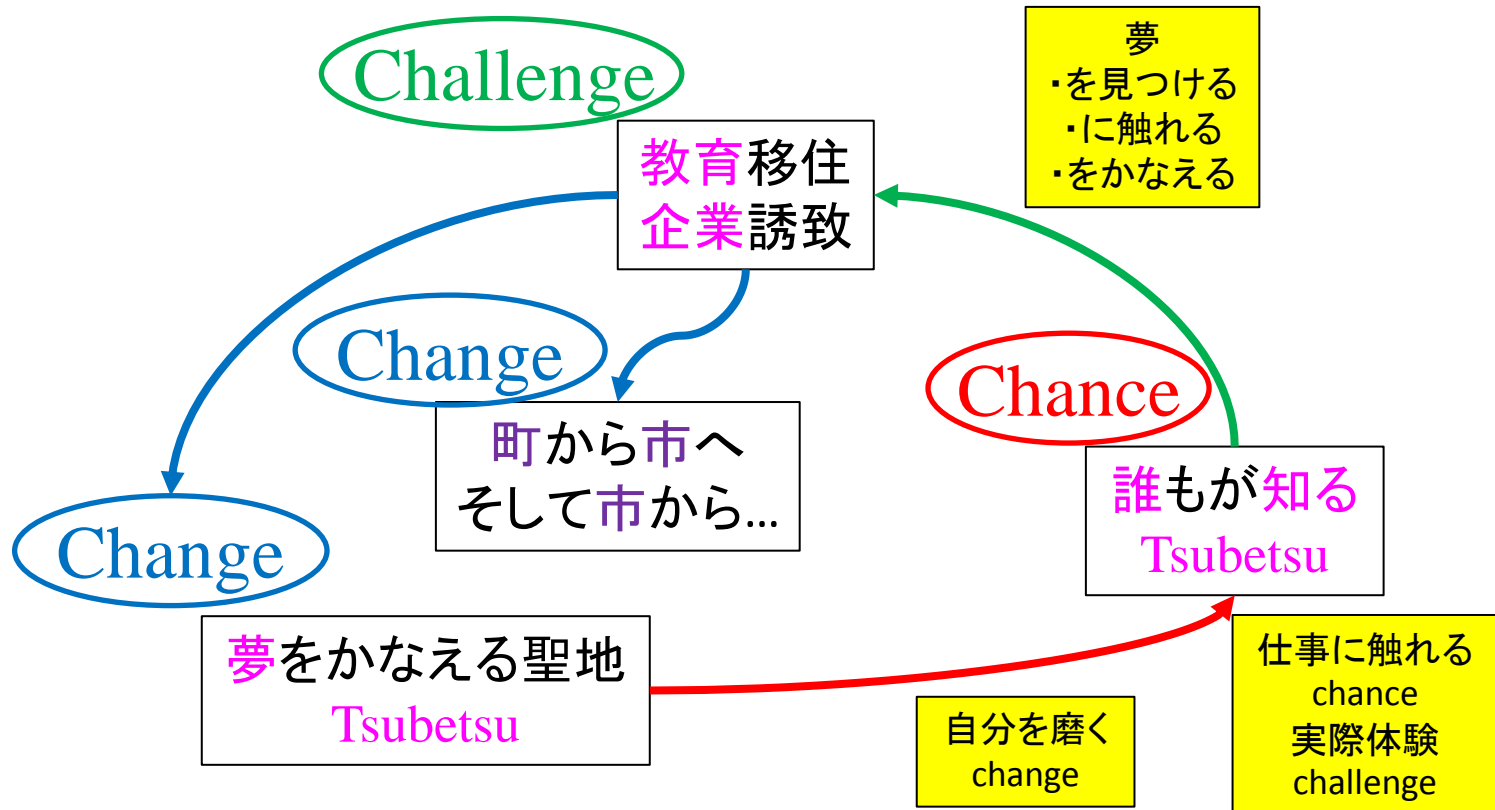 Challenge
夢
・を見つける
・に触れる
・をかなえる
教育移住
企業誘致
Change
Chance
町から市へ
そして市から…
誰もが知る
Tsubetsu
Change
夢をかなえる聖地
Tsubetsu
自分を磨く
change
仕事に触れる
chance
実際体験
challenge